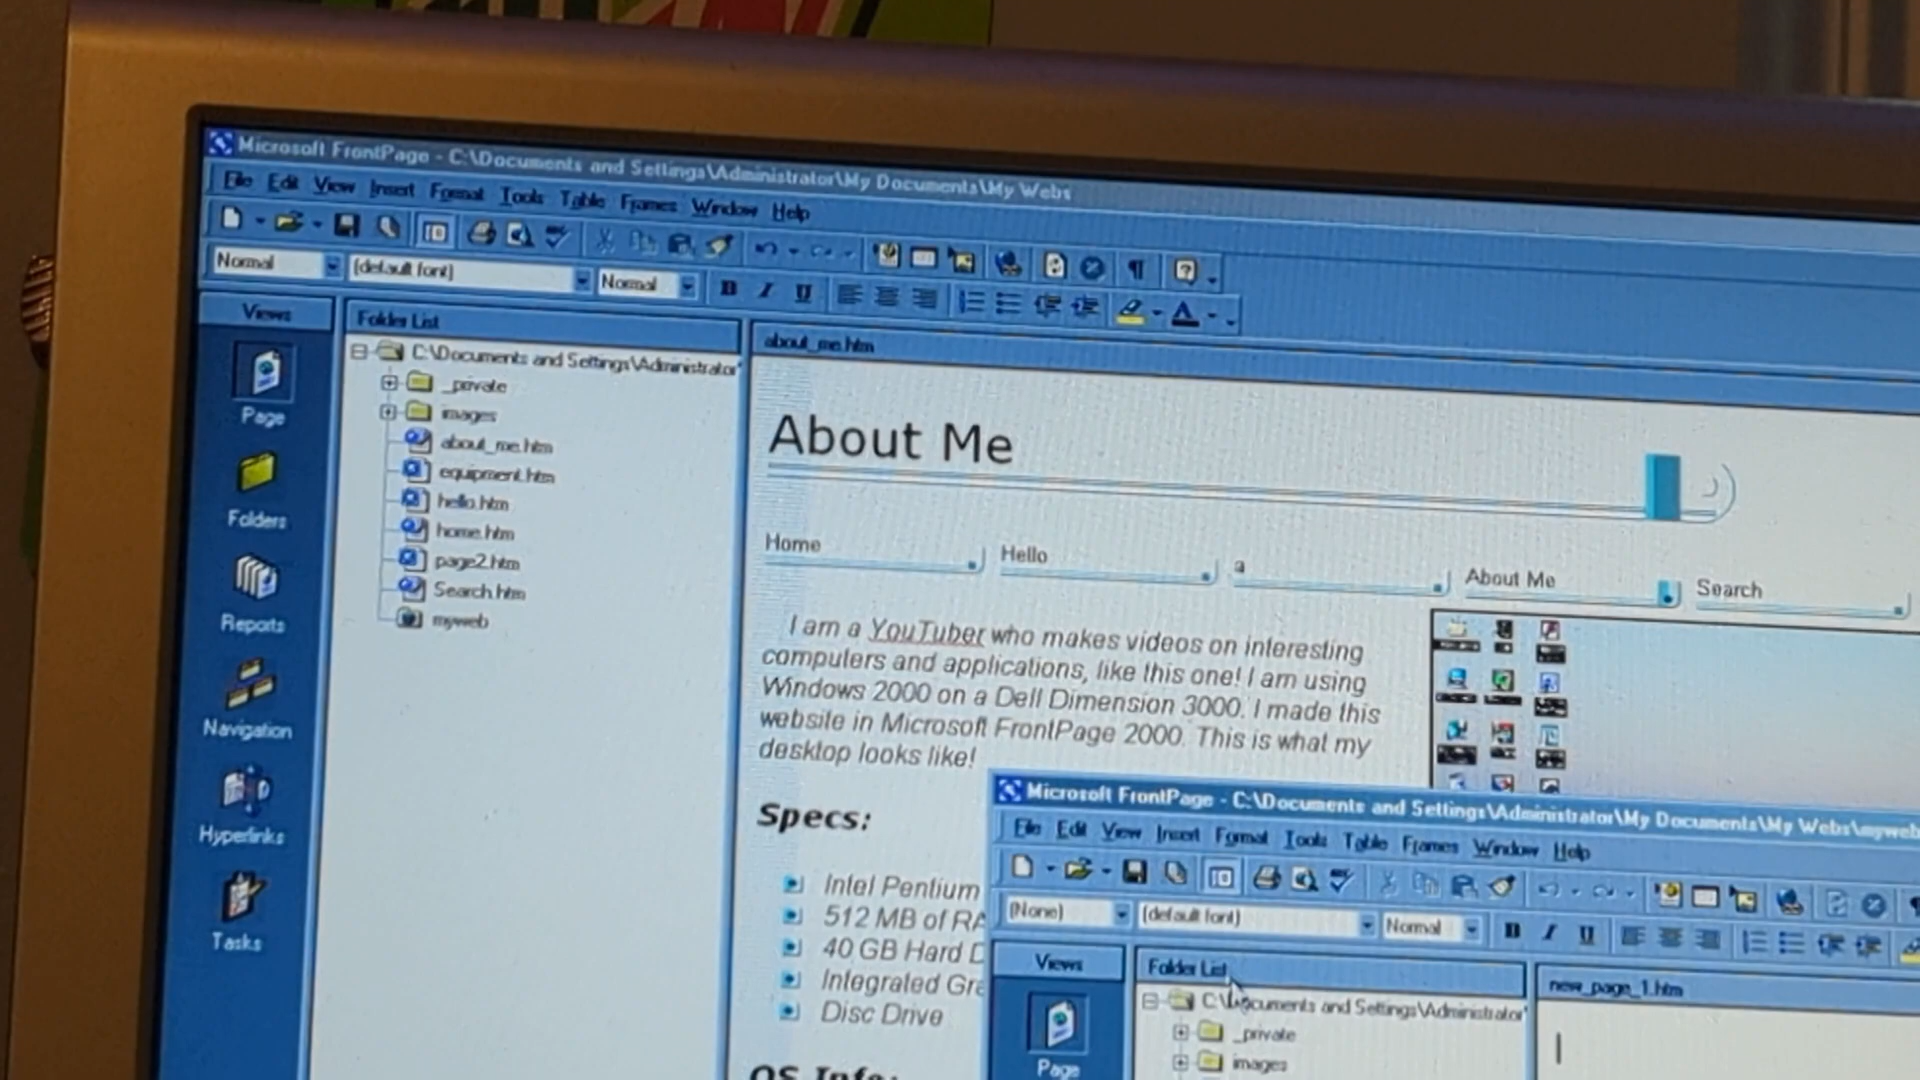 Microsoft FrontPage - C:\Documents and Settings\Administrator\My Documents\My Webs
File Edit View Insert Format Tools Table Frames Window Help
Normal (default font) Normal B I U A
Views
Folder List
about_me.htm
C:\Documents and Settings\Administrator
_private
images
about_me.htm
equipment.htm
hello.htm
home.htm
page2.htm
Search.htm
myweb
Page
Folders
Reports
Navigation
Hyperlinks
Tasks
About Me
Home Hello a About Me Search
I am a YouTuber who makes videos on interesting
computers and applications, like this one! I am using
Windows 2000 on a Dell Dimension 3000. I made this
website in Microsoft FrontPage 2000. This is what my
desktop looks like!
Specs:
Intel Pentium
512 MB of RA
40 GB Hard D
Integrated Gra
Disc Drive
OS Info:
Microsoft FrontPage - C:\Documents and Settings\Administrator\My Documents\My Webs\myweb
File Edit View Insert Format Tools Table Frames Window Help
(None) (default font) Normal B I U
Views
Folder List
new_page_1.htm
C:\Documents and Settings\Administrator
_private
images
Page